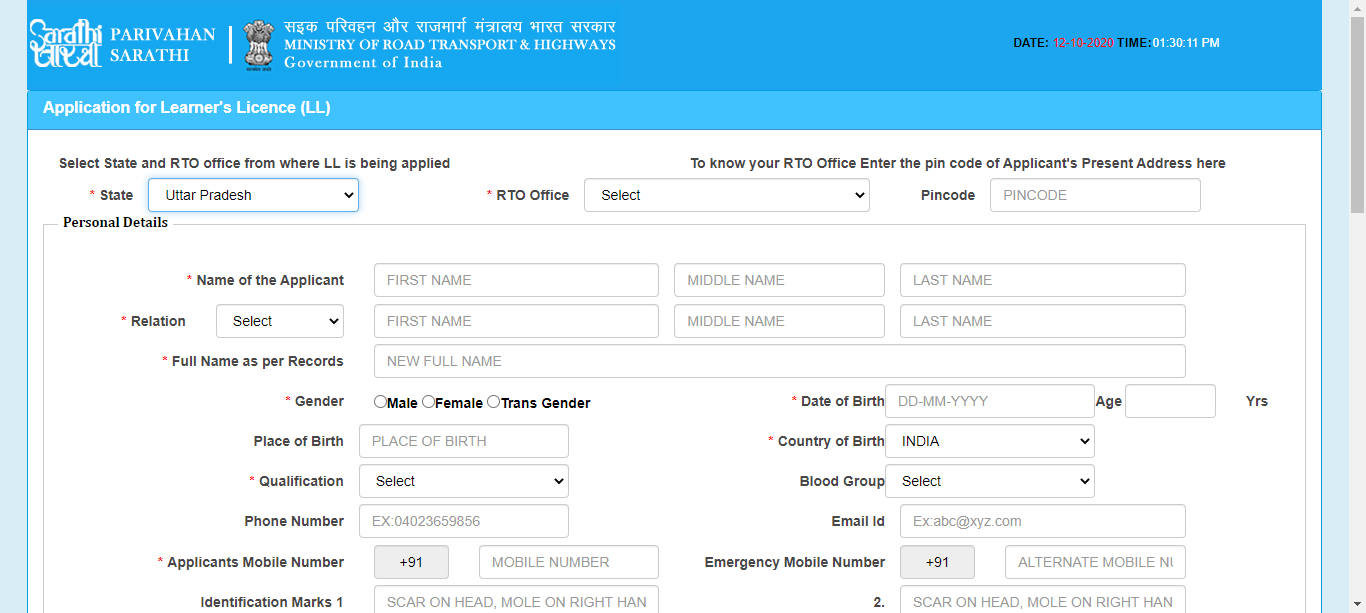 Sarathi
सारथी
PARIVAHAN
SARATHI
सड़क परिवहन और राजमार्ग मंत्रालय भारत सरकार
MINISTRY OF ROAD TRANSPORT & HIGHWAYS
Government of India
DATE: 12-10-2020 TIME:01:30:11 PM
Application for Learner's Licence (LL)
Select State and RTO office from where LL is being applied
To know your RTO Office Enter the pin code of Applicant's Present Address here
* State Uttar Pradesh * RTO Office Select Pincode PINCODE
Personal Details
* Name of the Applicant FIRST NAME MIDDLE NAME LAST NAME
* Relation Select FIRST NAME MIDDLE NAME LAST NAME
* Full Name as per Records NEW FULL NAME
* Gender Male Female Trans Gender * Date of Birth DD-MM-YYYY Age Yrs
Place of Birth PLACE OF BIRTH * Country of Birth INDIA
* Qualification Select Blood Group Select
Phone Number EX:04023659856 Email Id Ex:abc@xyz.com
* Applicants Mobile Number +91 MOBILE NUMBER Emergency Mobile Number +91 ALTERNATE MOBILE NU
Identification Marks 1 SCAR ON HEAD, MOLE ON RIGHT HAN 2. SCAR ON HEAD, MOLE ON RIGHT HAN